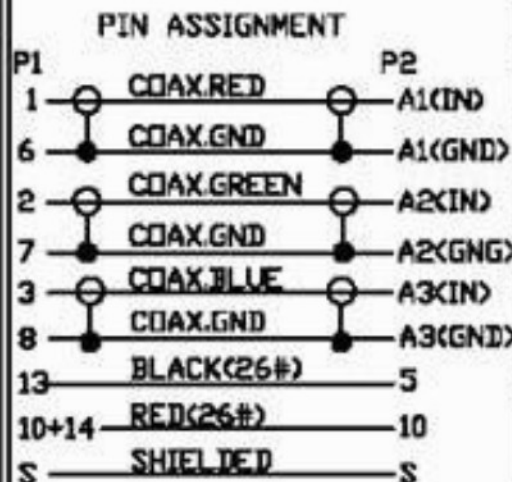 PIN ASSIGNMENT
P1 P2
1 COAX.RED A1(IN)
6 COAX.GND A1(GND)
2 COAX.GREEN A2(IN)
7 COAX.GND A2(GNG)
3 COAX.BLUE A3(IN)
8 COAX.GND A3(GND)
13 BLACK(26#) 5
10+14 RED(26#) 10
S SHIELDED S